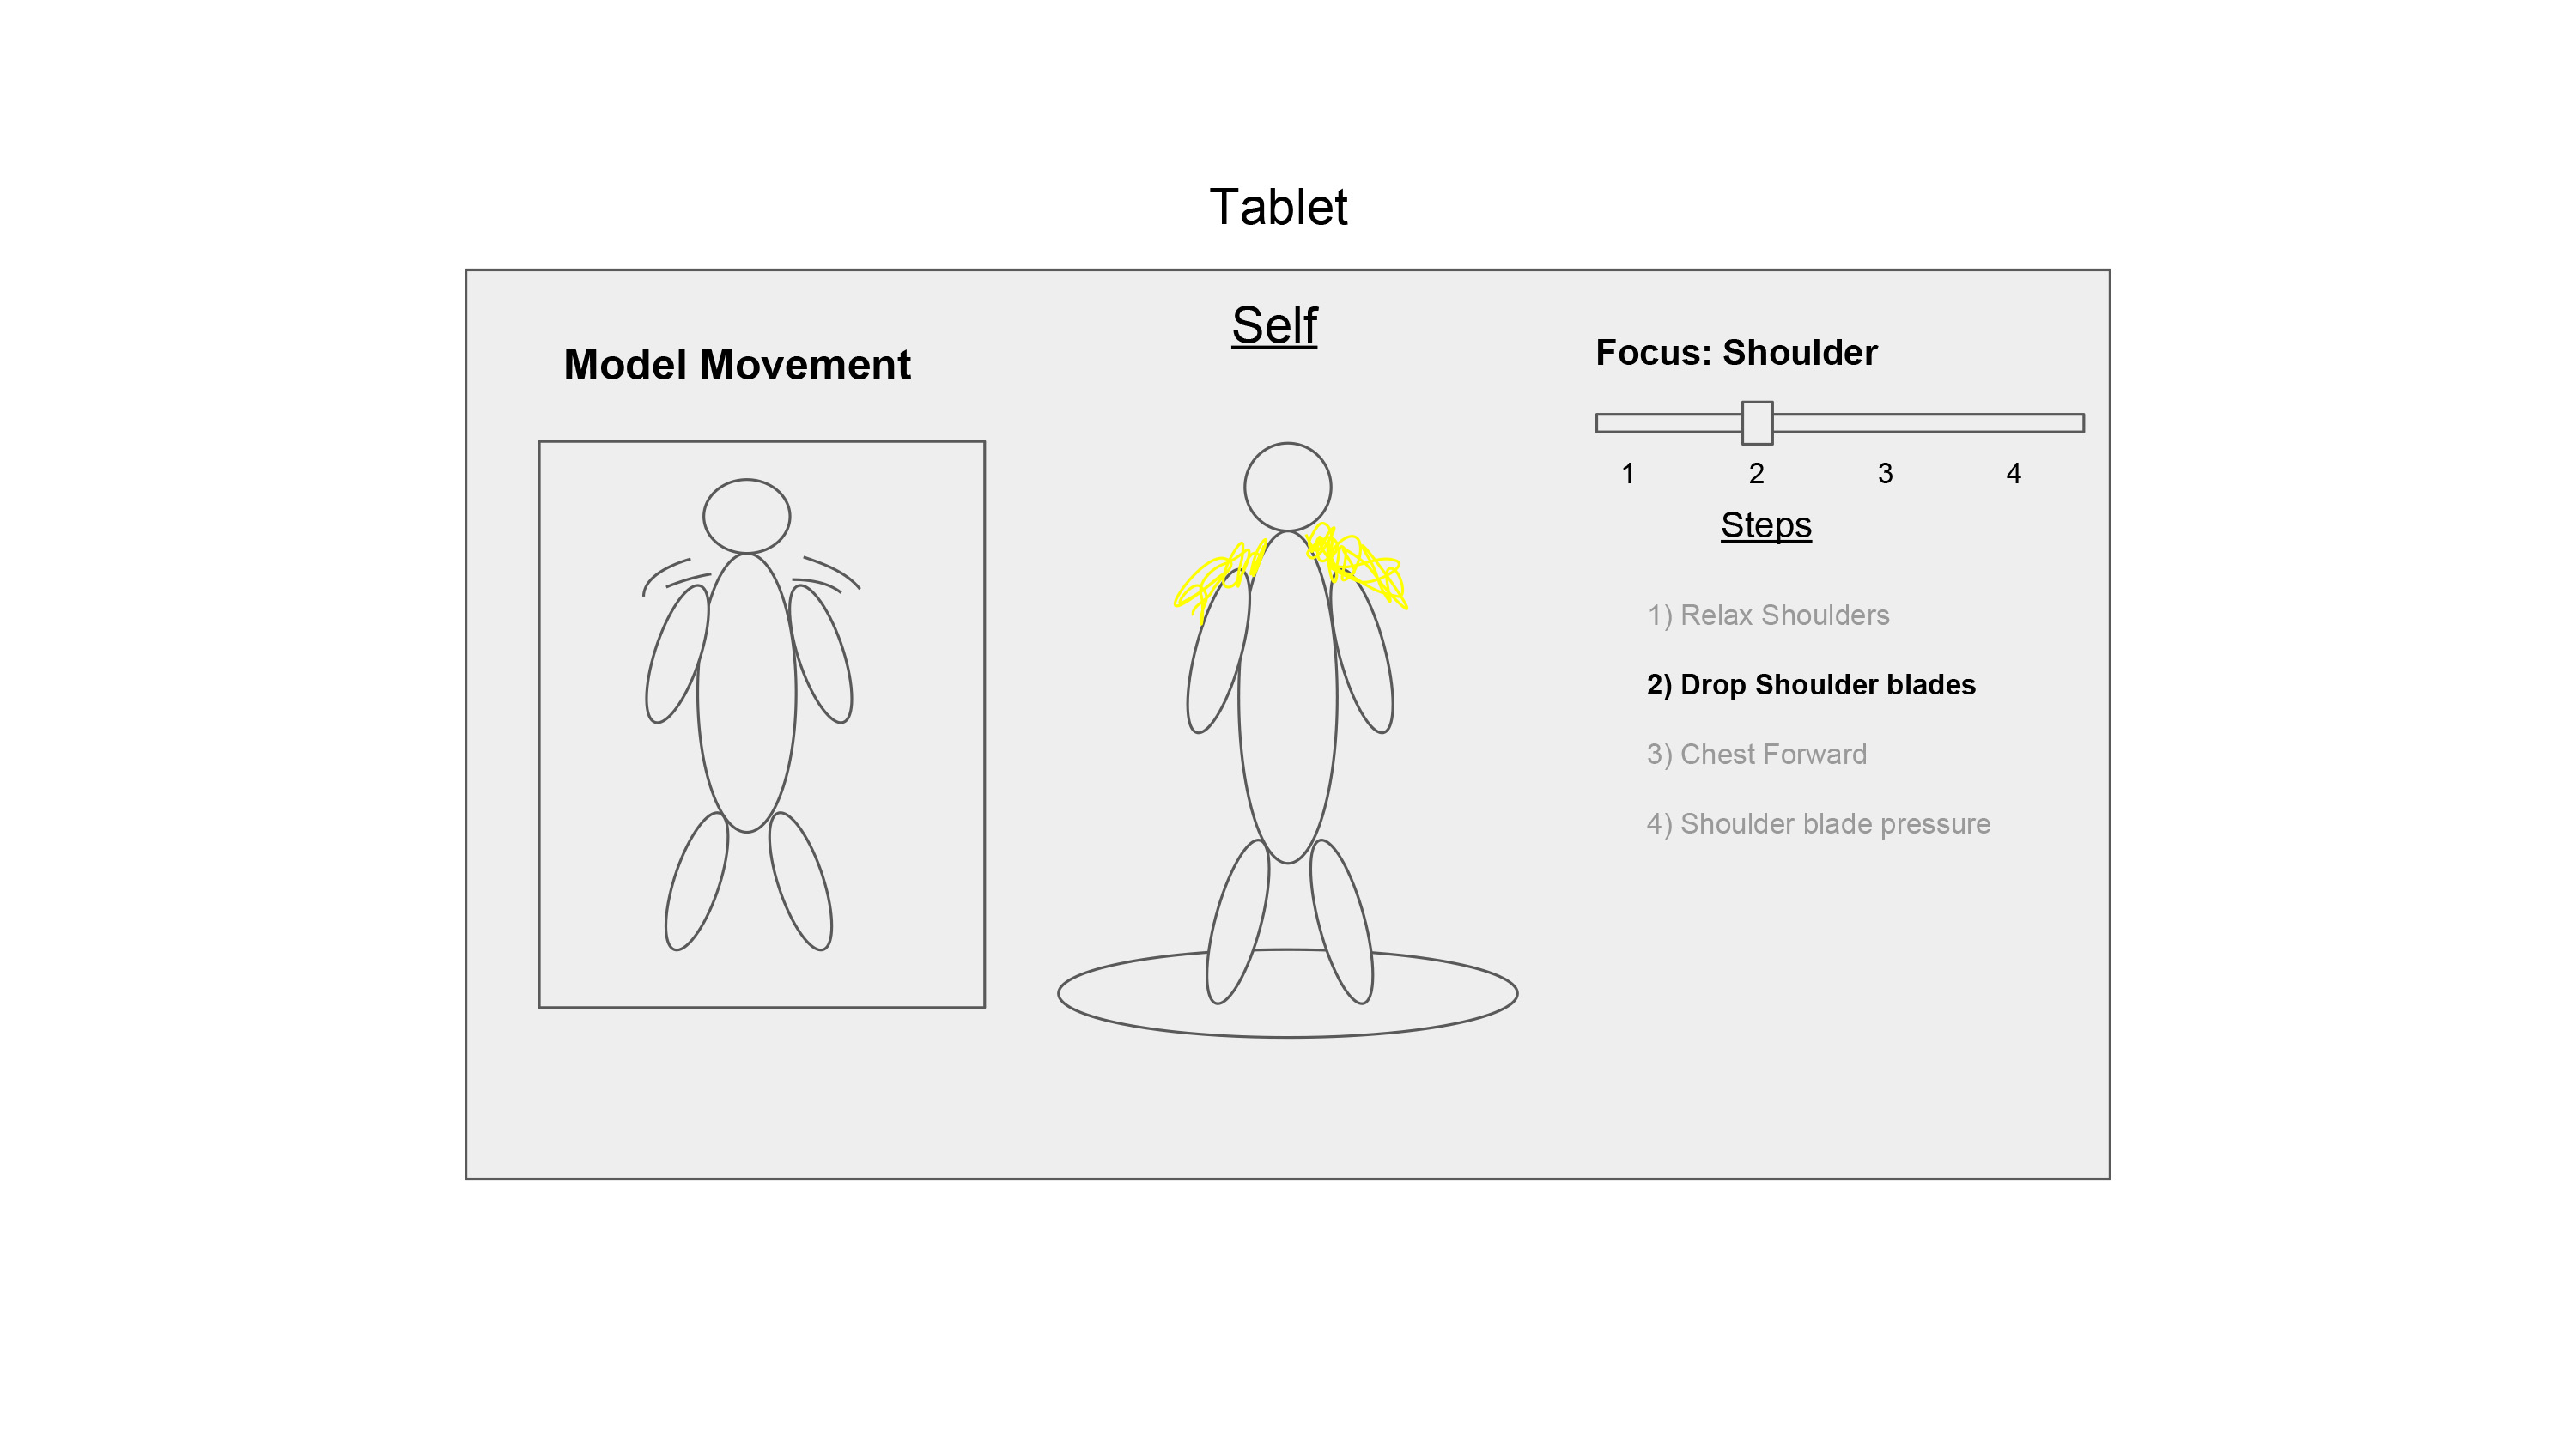 Tablet
Self
Model Movement
Focus: Shoulder
1 2 3 4
Steps
1) Relax Shoulders
2) Drop Shoulder blades
3) Chest Forward
4) Shoulder blade pressure